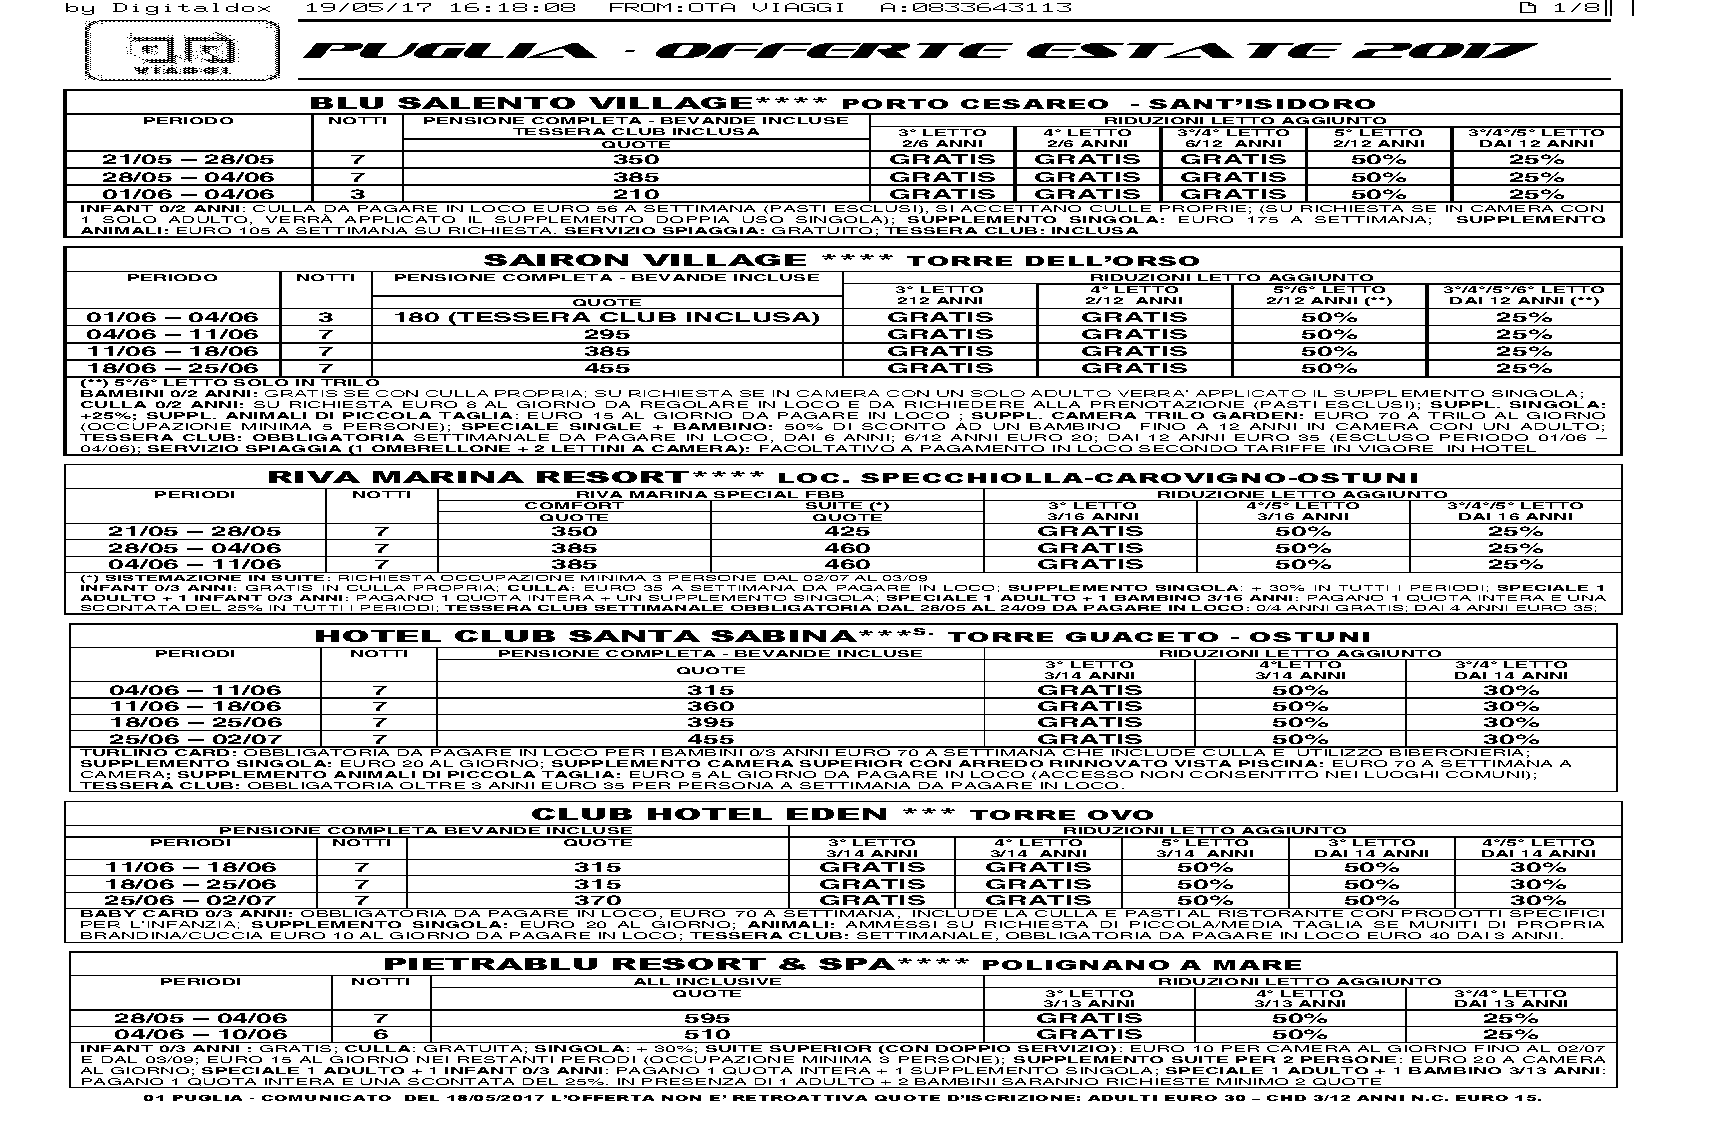 by Digitaldox 19/05/17 16:18:08 FROM:OTA VIAGGI A:0833643113 1/8
VIAGGI
PUGLIA - OFFERTE ESTATE 2017
BLU SALENTO VILLAGE**** PORTO CESAREO - SANT'ISIDORO
PERIODO NOTTI PENSIONE COMPLETA - BEVANDE INCLUSE RIDUZIONI LETTO AGGIUNTO
TESSERA CLUB INCLUSA 3° LETTO 4° LETTO 3°/4° LETTO 5° LETTO 3°/4°/5° LETTO
QUOTE 2/6 ANNI 2/6 ANNI 6/12 ANNI 2/12 ANNI DAI 12 ANNI
21/05 – 28/05 7 350 GRATIS GRATIS GRATIS 50% 25%
28/05 – 04/06 7 385 GRATIS GRATIS GRATIS 50% 25%
01/06 – 04/06 3 210 GRATIS GRATIS GRATIS 50% 25%
INFANT 0/2 ANNI: CULLA DA PAGARE IN LOCO EURO 56 A SETTIMANA (PASTI ESCLUSI), SI ACCETTANO CULLE PROPRIE; (SU RICHIESTA SE IN CAMERA CON
1 SOLO ADULTO, VERRÀ APPLICATO IL SUPPLEMENTO DOPPIA USO SINGOLA); SUPPLEMENTO SINGOLA: EURO 175 A SETTIMANA; SUPPLEMENTO
ANIMALI: EURO 105 A SETTIMANA SU RICHIESTA. SERVIZIO SPIAGGIA: GRATUITO; TESSERA CLUB: INCLUSA
SAIRON VILLAGE **** TORRE DELL'ORSO
PERIODO NOTTI PENSIONE COMPLETA - BEVANDE INCLUSE RIDUZIONI LETTO AGGIUNTO
3° LETTO 4° LETTO 5°/6° LETTO 3°/4°/5°/6° LETTO
QUOTE 212 ANNI 2/12 ANNI 2/12 ANNI (**) DAI 12 ANNI (**)
01/06 – 04/06 3 180 (TESSERA CLUB INCLUSA) GRATIS GRATIS 50% 25%
04/06 – 11/06 7 295 GRATIS GRATIS 50% 25%
11/06 – 18/06 7 385 GRATIS GRATIS 50% 25%
18/06 – 25/06 7 455 GRATIS GRATIS 50% 25%
(**) 5°/6° LETTO SOLO IN TRILO
BAMBINI 0/2 ANNI: GRATIS SE CON CULLA PROPRIA; SU RICHIESTA SE IN CAMERA CON UN SOLO ADULTO VERRA' APPLICATO IL SUPPLEMENTO SINGOLA;
CULLA 0/2 ANNI: SU RICHIESTA EURO 8 AL GIORNO DA REGOLARE IN LOCO E DA RICHIEDERE ALLA PRENOTAZIONE (PASTI ESCLUSI); SUPPL. SINGOLA:
+25%; SUPPL. ANIMALI DI PICCOLA TAGLIA: EURO 15 AL GIORNO DA PAGARE IN LOCO ; SUPPL. CAMERA TRILO GARDEN: EURO 70 A TRILO AL GIORNO
(OCCUPAZIONE MINIMA 5 PERSONE); SPECIALE SINGLE + BAMBINO: 50% DI SCONTO AD UN BAMBINO FINO A 12 ANNI IN CAMERA CON UN ADULTO;
TESSERA CLUB: OBBLIGATORIA SETTIMANALE DA PAGARE IN LOCO, DAI 6 ANNI; 6/12 ANNI EURO 20; DAI 12 ANNI EURO 35 (ESCLUSO PERIODO 01/06 –
04/06); SERVIZIO SPIAGGIA (1 OMBRELLONE + 2 LETTINI A CAMERA): FACOLTATIVO A PAGAMENTO IN LOCO SECONDO TARIFFE IN VIGORE IN HOTEL
RIVA MARINA RESORT**** LOC. SPECCHIOLLA-CAROVIGNO-OSTUNI
PERIODI NOTTI RIVA MARINA SPECIAL FBB RIDUZIONE LETTO AGGIUNTO
COMFORT SUITE (*) 3° LETTO 4°/5° LETTO 3°/4°/5° LETTO
QUOTE QUOTE 3/16 ANNI 3/16 ANNI DAI 16 ANNI
21/05 – 28/05 7 350 425 GRATIS 50% 25%
28/05 – 04/06 7 385 460 GRATIS 50% 25%
04/06 – 11/06 7 385 460 GRATIS 50% 25%
(*) SISTEMAZIONE IN SUITE: RICHIESTA OCCUPAZIONE MINIMA 3 PERSONE DAL 02/07 AL 03/09
INFANT 0/3 ANNI: GRATIS IN CULLA PROPRIA; CULLA: EURO 35 A SETTIMANA DA PAGARE IN LOCO; SUPPLEMENTO SINGOLA: + 30% IN TUTTI I PERIODI; SPECIALE 1
ADULTO + 1 INFANT 0/3 ANNI: PAGANO 1 QUOTA INTERA + UN SUPPLEMENTO SINGOLA; SPECIALE 1 ADULTO + 1 BAMBINO 3/16 ANNI: PAGANO 1 QUOTA INTERA E UNA
SCONTATA DEL 25% IN TUTTI I PERIODI; TESSERA CLUB SETTIMANALE OBBLIGATORIA DAL 28/05 AL 24/09 DA PAGARE IN LOCO: 0/4 ANNI GRATIS; DAI 4 ANNI EURO 35;
HOTEL CLUB SANTA SABINA***S. TORRE GUACETO - OSTUNI
PERIODI NOTTI PENSIONE COMPLETA - BEVANDE INCLUSE RIDUZIONI LETTO AGGIUNTO
QUOTE 3° LETTO 4°LETTO 3°/4° LETTO
3/14 ANNI 3/14 ANNI DAI 14 ANNI
04/06 – 11/06 7 315 GRATIS 50% 30%
11/06 – 18/06 7 360 GRATIS 50% 30%
18/06 – 25/06 7 395 GRATIS 50% 30%
25/06 – 02/07 7 455 GRATIS 50% 30%
TURLINO CARD: OBBLIGATORIA DA PAGARE IN LOCO PER I BAMBINI 0/3 ANNI EURO 70 A SETTIMANA CHE INCLUDE CULLA E UTILIZZO BIBERONERIA;
SUPPLEMENTO SINGOLA: EURO 20 AL GIORNO; SUPPLEMENTO CAMERA SUPERIOR CON ARREDO RINNOVATO VISTA PISCINA: EURO 70 A SETTIMANA A
CAMERA; SUPPLEMENTO ANIMALI DI PICCOLA TAGLIA: EURO 5 AL GIORNO DA PAGARE IN LOCO (ACCESSO NON CONSENTITO NEI LUOGHI COMUNI);
TESSERA CLUB: OBBLIGATORIA OLTRE 3 ANNI EURO 35 PER PERSONA A SETTIMANA DA PAGARE IN LOCO.
CLUB HOTEL EDEN *** TORRE OVO
PENSIONE COMPLETA BEVANDE INCLUSE RIDUZIONI LETTO AGGIUNTO
PERIODI NOTTI QUOTE 3° LETTO 4° LETTO 5° LETTO 3° LETTO 4°/5° LETTO
3/14 ANNI 3/14 ANNI 3/14 ANNI DAI 14 ANNI DAI 14 ANNI
11/06 – 18/06 7 315 GRATIS GRATIS 50% 50% 30%
18/06 – 25/06 7 315 GRATIS GRATIS 50% 50% 30%
25/06 – 02/07 7 370 GRATIS GRATIS 50% 50% 30%
BABY CARD 0/3 ANNI: OBBLIGATORIA DA PAGARE IN LOCO, EURO 70 A SETTIMANA, INCLUDE LA CULLA E PASTI AL RISTORANTE CON PRODOTTI SPECIFICI
PER L'INFANZIA; SUPPLEMENTO SINGOLA: EURO 20 AL GIORNO; ANIMALI: AMMESSI SU RICHIESTA DI PICCOLA/MEDIA TAGLIA SE MUNITI DI PROPRIA
BRANDINA/CUCCIA EURO 10 AL GIORNO DA PAGARE IN LOCO; TESSERA CLUB: SETTIMANALE, OBBLIGATORIA DA PAGARE IN LOCO EURO 40 DAI 3 ANNI.
PIETRABLU RESORT & SPA**** POLIGNANO A MARE
PERIODI NOTTI ALL INCLUSIVE RIDUZIONI LETTO AGGIUNTO
QUOTE 3° LETTO 4° LETTO 3°/4° LETTO
3/13 ANNI 3/13 ANNI DAI 13 ANNI
28/05 – 04/06 7 595 GRATIS 50% 25%
04/06 – 10/06 6 510 GRATIS 50% 25%
INFANT 0/3 ANNI : GRATIS; CULLA: GRATUITA; SINGOLA: + 30%; SUITE SUPERIOR (CON DOPPIO SERVIZIO): EURO 10 PER CAMERA AL GIORNO FINO AL 02/07
E DAL 03/09; EURO 15 AL GIORNO NEI RESTANTI PERODI (OCCUPAZIONE MINIMA 3 PERSONE); SUPPLEMENTO SUITE PER 2 PERSONE: EURO 20 A CAMERA
AL GIORNO; SPECIALE 1 ADULTO + 1 INFANT 0/3 ANNI: PAGANO 1 QUOTA INTERA + 1 SUPPLEMENTO SINGOLA; SPECIALE 1 ADULTO + 1 BAMBINO 3/13 ANNI:
PAGANO 1 QUOTA INTERA E UNA SCONTATA DEL 25%. IN PRESENZA DI 1 ADULTO + 2 BAMBINI SARANNO RICHIESTE MINIMO 2 QUOTE
01 PUGLIA - COMUNICATO DEL 18/05/2017 L'OFFERTA NON E' RETROATTIVA QUOTE D'ISCRIZIONE: ADULTI EURO 30 – CHD 3/12 ANNI N.C. EURO 15.